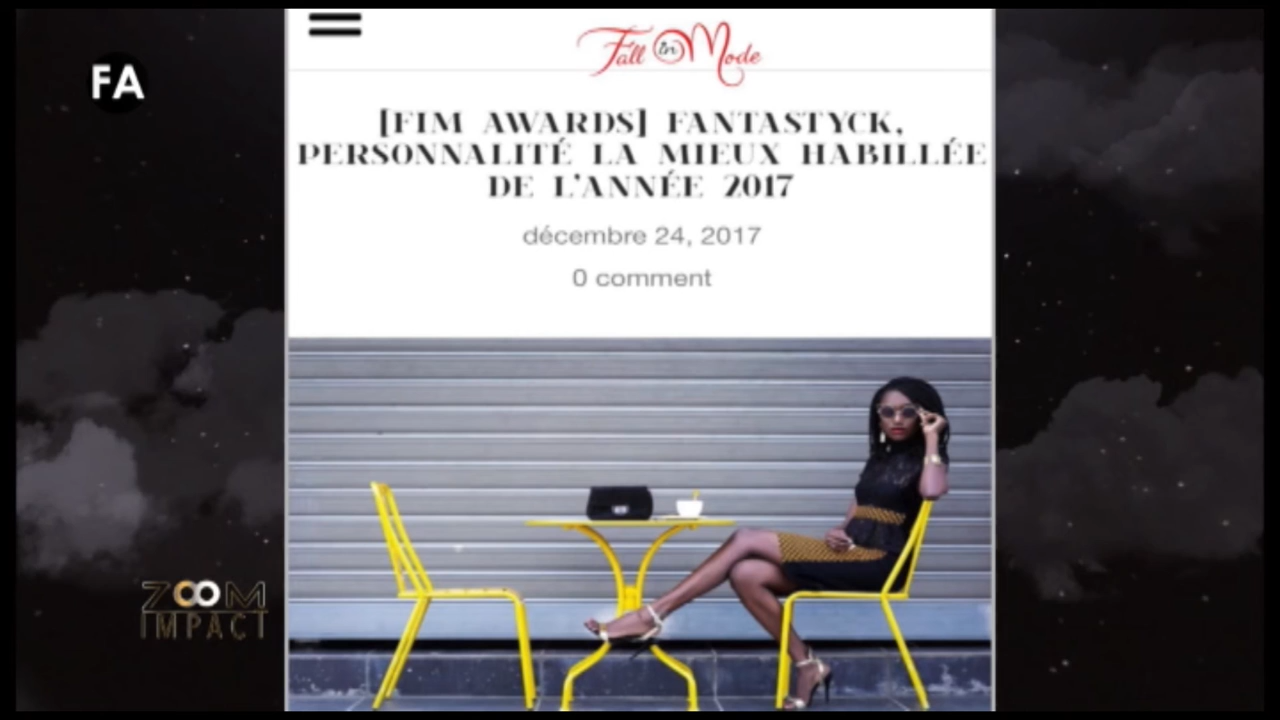 FA
Fall in Mode
[FIM AWARDS] FANTASTYCK,
PERSONNALITÉ LA MIEUX HABILLÉE
DE L'ANNÉE 2017
décembre 24, 2017
0 comment
ZOOM
IMPACT